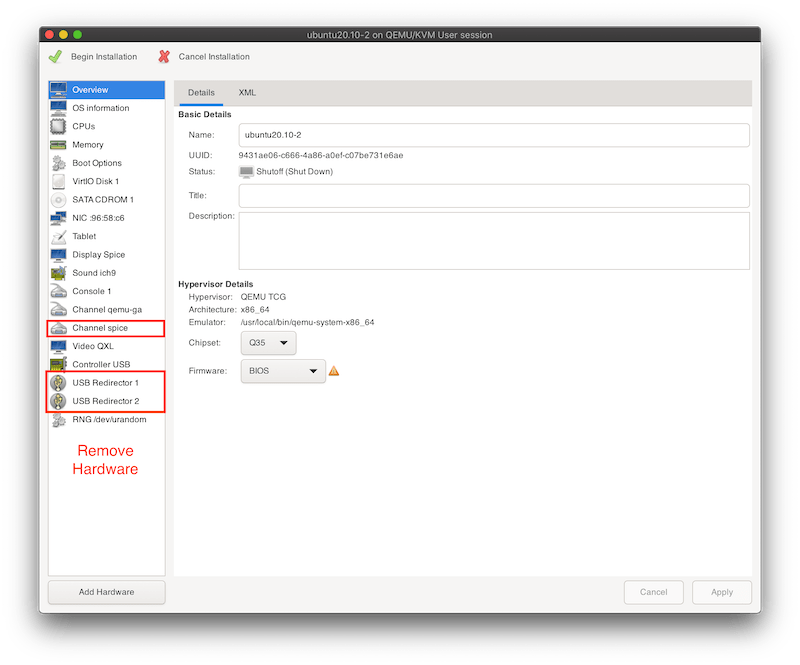 ubuntu20.10-2 on QEMU/KVM User session
Begin Installation
Cancel Installation
Overview
OS information
CPUs
Memory
Boot Options
VirtIO Disk 1
SATA CDROM 1
NIC :96:58:c6
Tablet
Display Spice
Sound ich9
Console 1
Channel qemu-ga
Channel spice
Video QXL
Controller USB
USB Redirector 1
USB Redirector 2
RNG /dev/urandom
Remove
Hardware
Add Hardware
Details XML
Basic Details
Name: ubuntu20.10-2
UUID: 9431ae06-c666-4a86-a0ef-c07be731e6ae
Status: Shutoff (Shut Down)
Title:
Description:
Hypervisor Details
Hypervisor: QEMU TCG
Architecture: x86_64
Emulator: /usr/local/bin/qemu-system-x86_64
Chipset: Q35
Firmware: BIOS
Cancel Apply